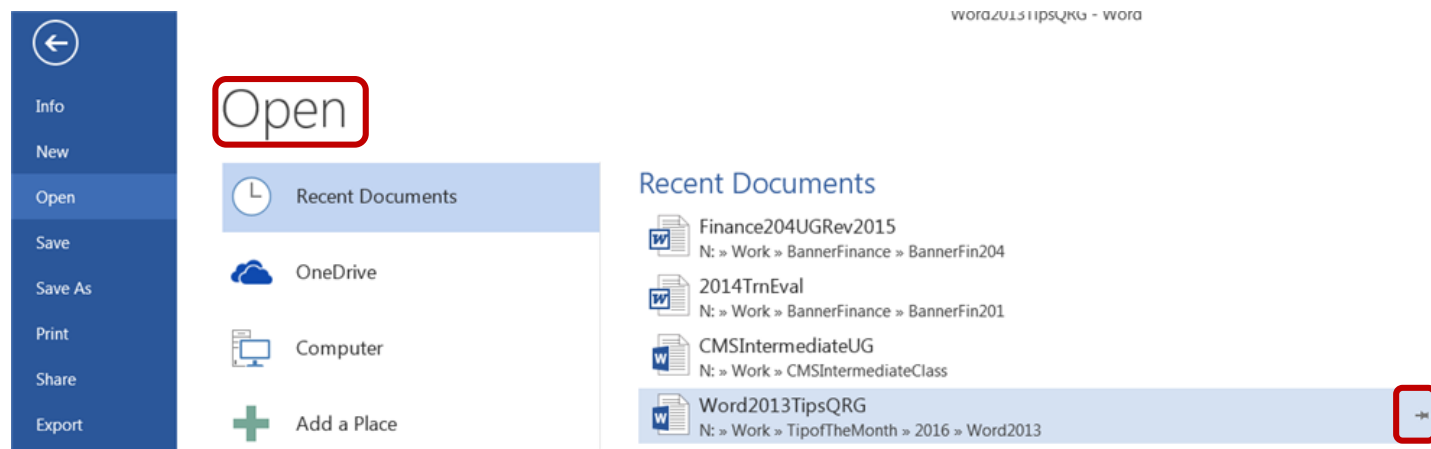 Word2013TipsQRG - Word
Info
New
Open
Save
Save As
Print
Share
Export
Open
Recent Documents
OneDrive
Computer
Add a Place
Recent Documents
Finance204UGRev2015
N: » Work » BannerFinance » BannerFin204
2014TrnEval
N: » Work » BannerFinance » BannerFin201
CMSIntermediateUG
N: » Work » CMSIntermediateClass
Word2013TipsQRG
N: » Work » TipofTheMonth » 2016 » Word2013